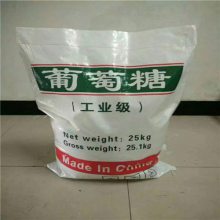 葡萄糖
（工业级）
Net weight: 25kg
Gross weight: 25.1kg
Made In China